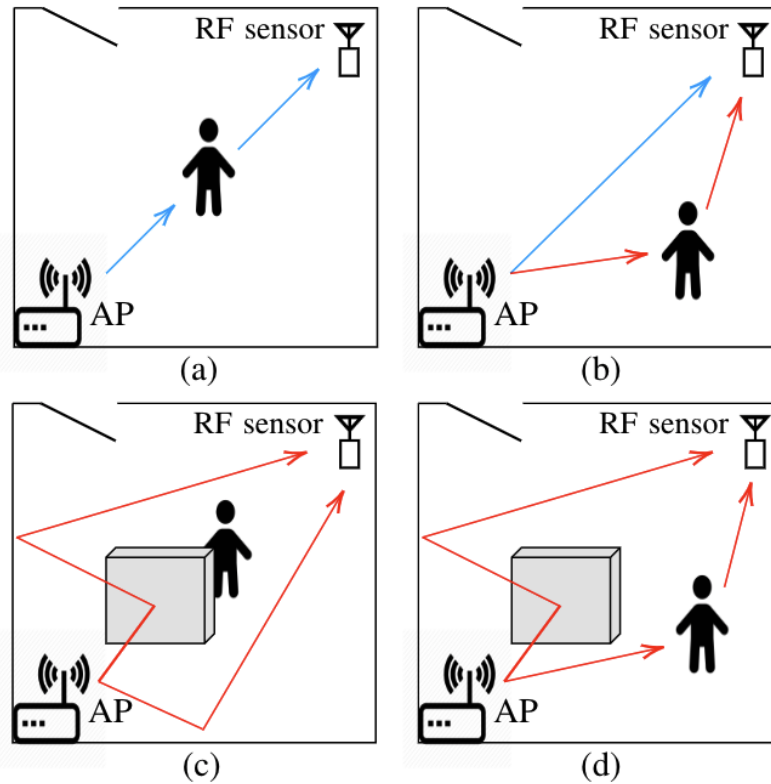 RF sensor
AP
(a)
RF sensor
AP
(b)
RF sensor
AP
(c)
RF sensor
AP
(d)